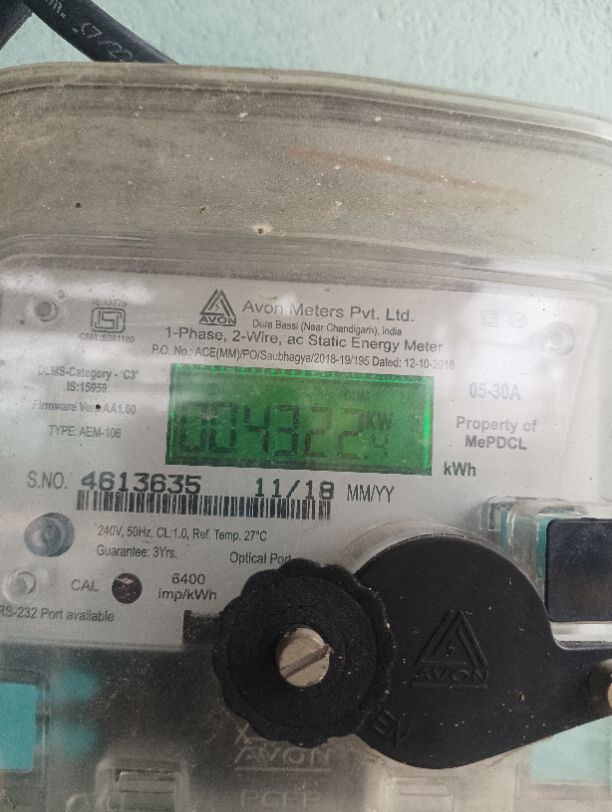 IS:13779
ISI
AVON
Avon Meters Pvt. Ltd.
Dera Bassi (Near Chandigarh), India
1-Phase, 2-Wire, ac Static Energy Meter
P.O. No.: ACE(MM)/PO/Saubhagya/2018-19/195 Dated: 12-10-2018
DLMS-Category - 'C3'
IS:15959
Firmware Ver. AA1.00
TYPE: AEM-106
05-30A
Property of
MePDCL
CUM
004322 KW
kWh
S.NO. 4613635 11/18 MM/YY
240V, 50Hz, CL:1.0, Ref. Temp. 27°C
Guarantee: 3Yrs.
Optical Port
CAL
6400
imp/kWh
RS-232 Port available
AVON
AVON